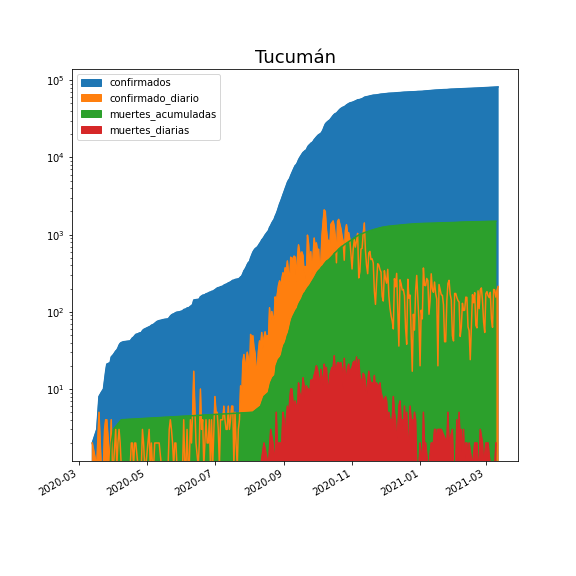 Tucumán
confirmados
confirmado_diario
muertes_acumuladas
muertes_diarias
10^5
10^4
10^3
10^2
10^1
2020-03
2020-05
2020-07
2020-09
2020-11
2021-01
2021-03